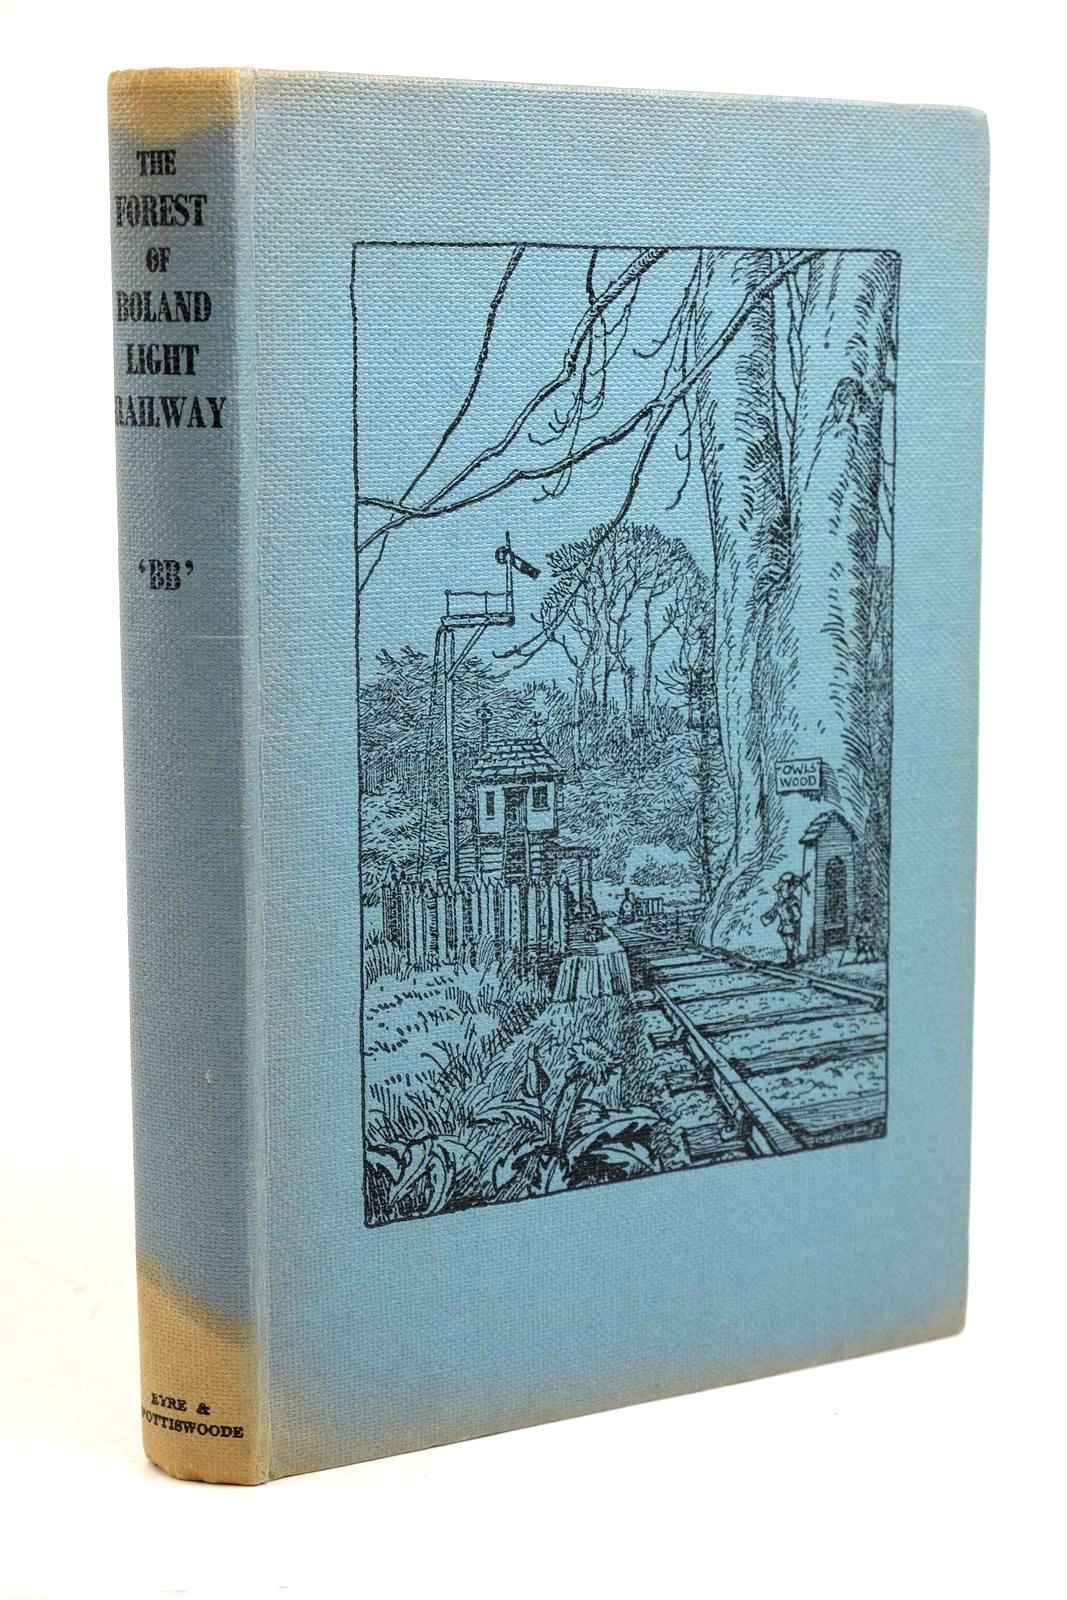 THE
FOREST
OF
BOLAND
LIGHT
RAILWAY
'BB'
EYRE &
SPOTTISWOODE
OWLS
WOOD